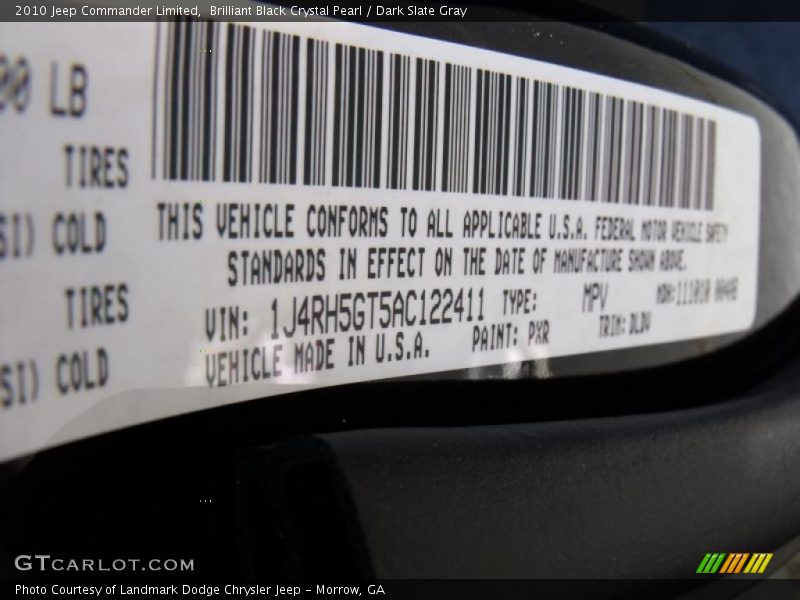 2010 Jeep Commander Limited, Brilliant Black Crystal Pearl / Dark Slate Gray
00 LB
TIRES
SI) COLD
TIRES
SI) COLD
THIS VEHICLE CONFORMS TO ALL APPLICABLE U.S.A. FEDERAL MOTOR VEHICLE SAFETY
STANDARDS IN EFFECT ON THE DATE OF MANUFACTURE SHOWN ABOVE.
VIN: 1J4RH5GT5AC122411 TYPE: MPV MDH:111010
VEHICLE MADE IN U.S.A. PAINT: PXR TRIM:
GTCARLOT.COM
Photo Courtesy of Landmark Dodge Chrysler Jeep - Morrow, GA